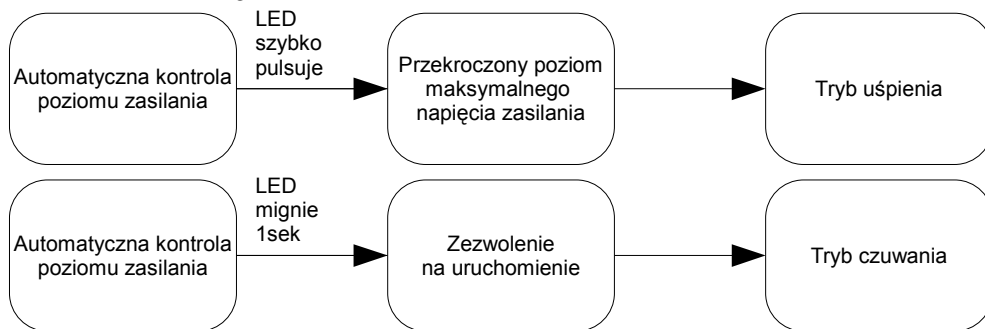 LED
szybko
pulsuje
Automatyczna kontrola
poziomu zasilania
Przekroczony poziom
maksymalnego
napięcia zasilania
Tryb uśpienia
LED
mignie
1sek
Automatyczna kontrola
poziomu zasilania
Zezwolenie
na uruchomienie
Tryb czuwania